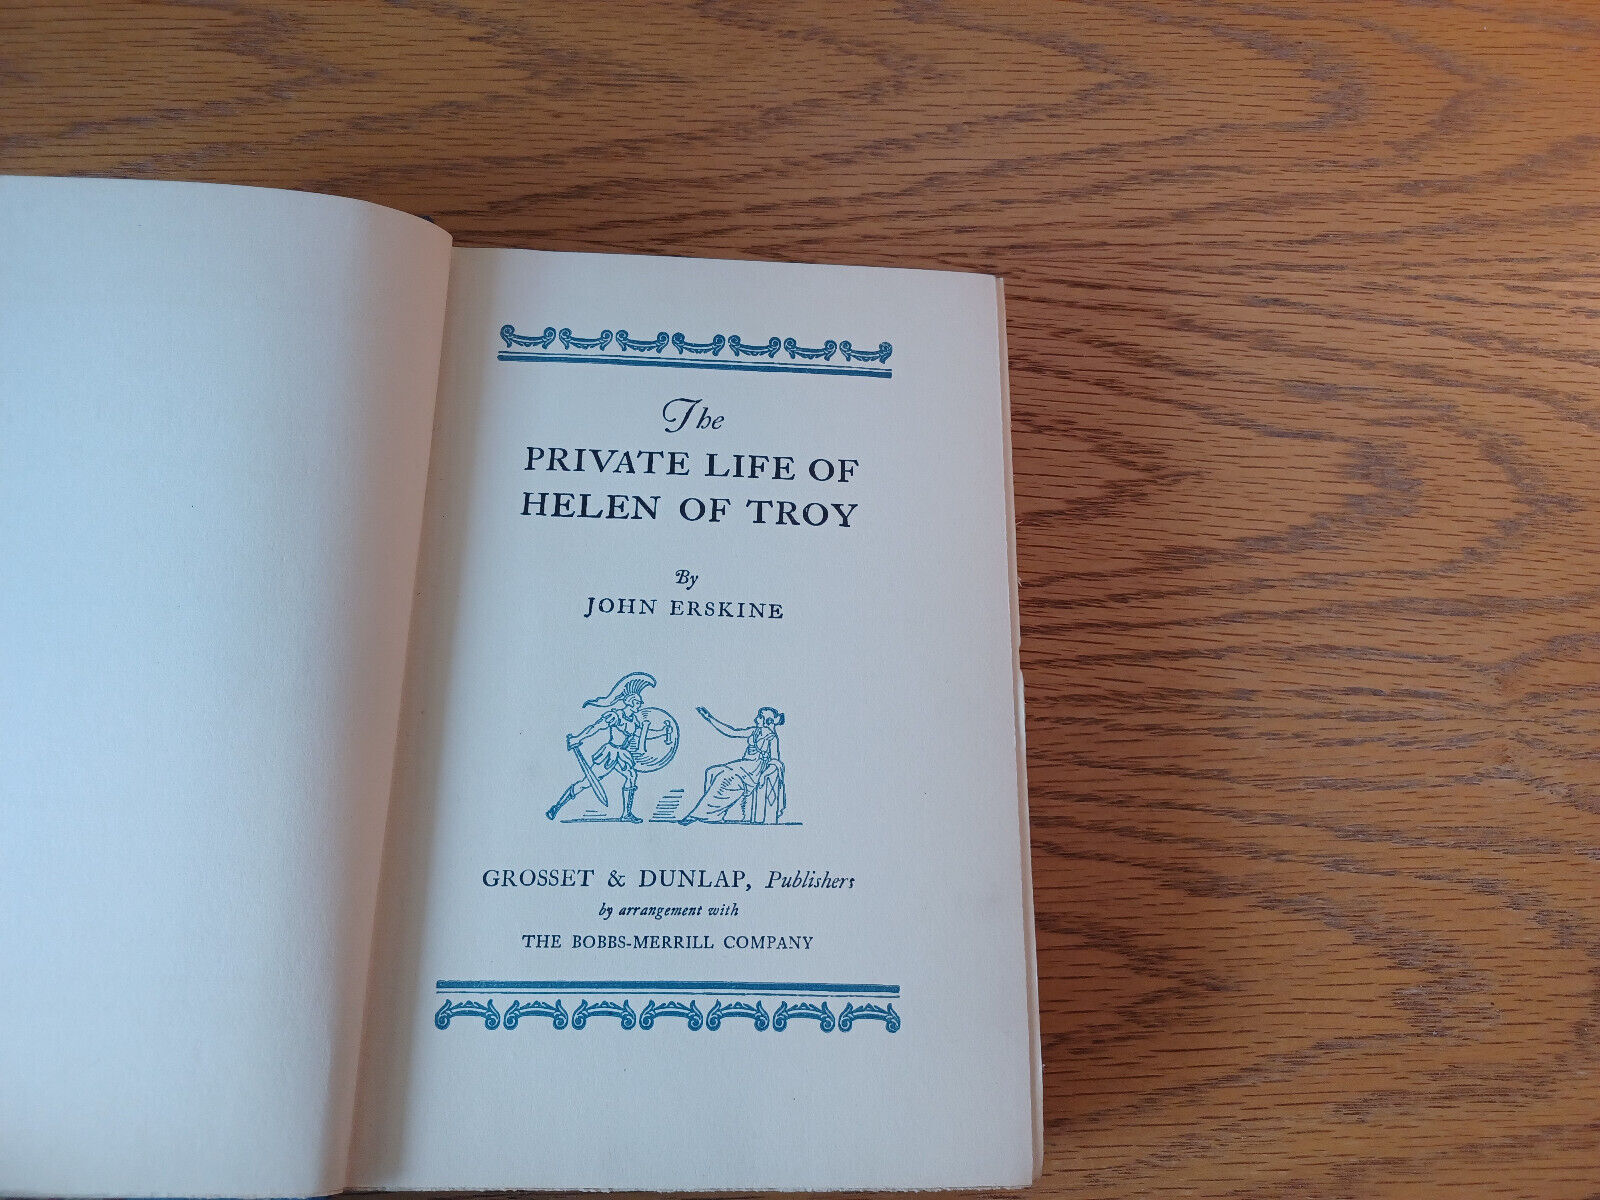 The
PRIVATE LIFE OF
HELEN OF TROY
By
JOHN ERSKINE
GROSSET & DUNLAP, Publishers
by arrangement with
THE BOBBS-MERRILL COMPANY